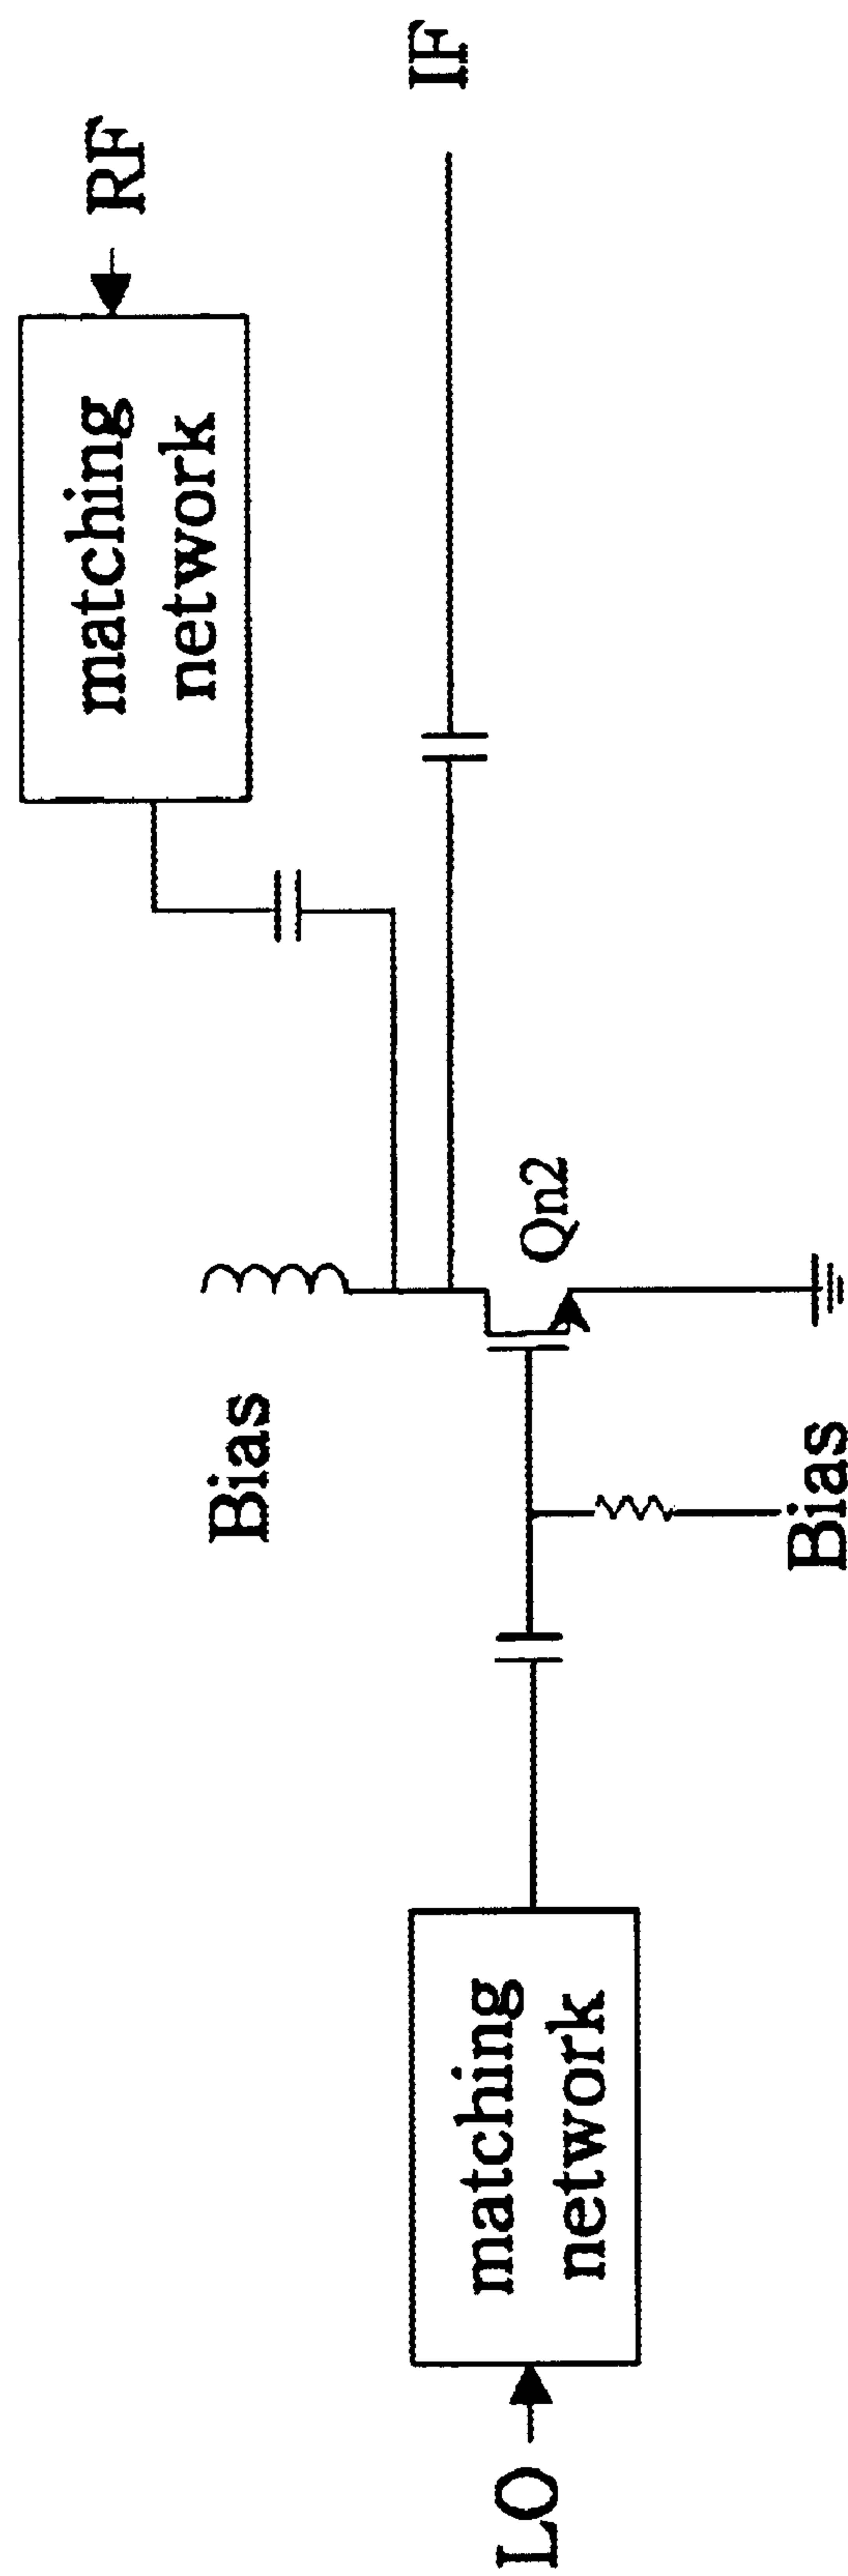 RF
matching
network
IF
Bias
Qn2
LO
matching
network
Bias